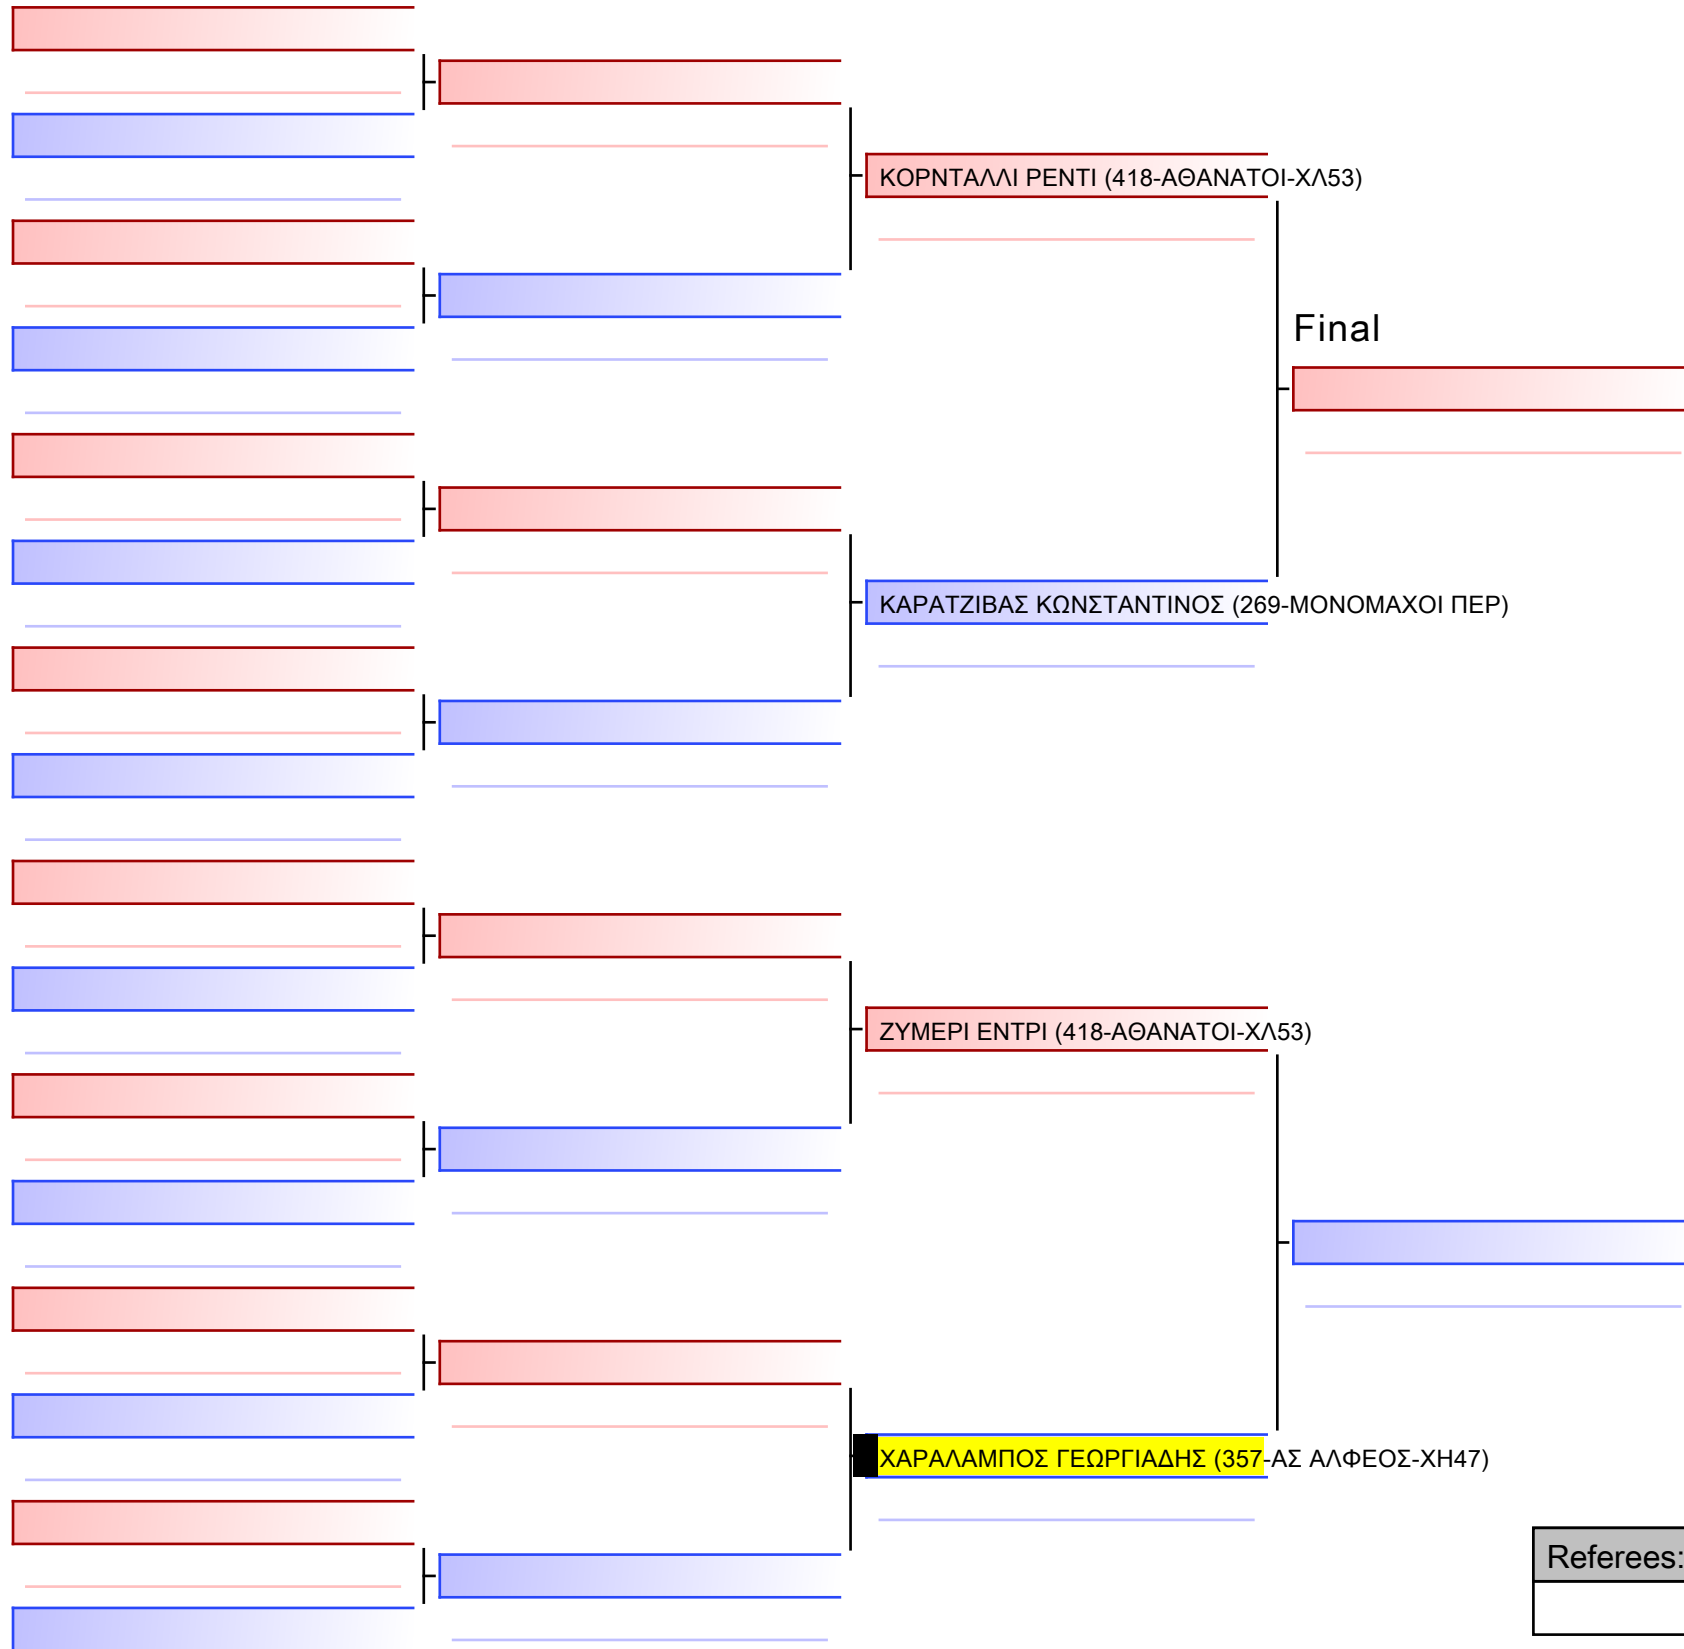 ΚΟΡΝΤΑΛΛΙ ΡΕΝΤΙ (418-ΑΘΑΝΑΤΟΙ-ΧΛ53)
Final
ΚΑΡΑΤΖΙΒΑΣ ΚΩΝΣΤΑΝΤΙΝΟΣ (269-ΜΟΝΟΜΑΧΟΙ ΠΕΡ)
ΖΥΜΕΡΙ ΕΝΤΡΙ (418-ΑΘΑΝΑΤΟΙ-ΧΛ53)
ΧΑΡΑΛΑΜΠΟΣ ΓΕΩΡΓΙΑΔΗΣ (357-ΑΣ ΑΛΦΕΟΣ-ΧΗ47)
Referees: